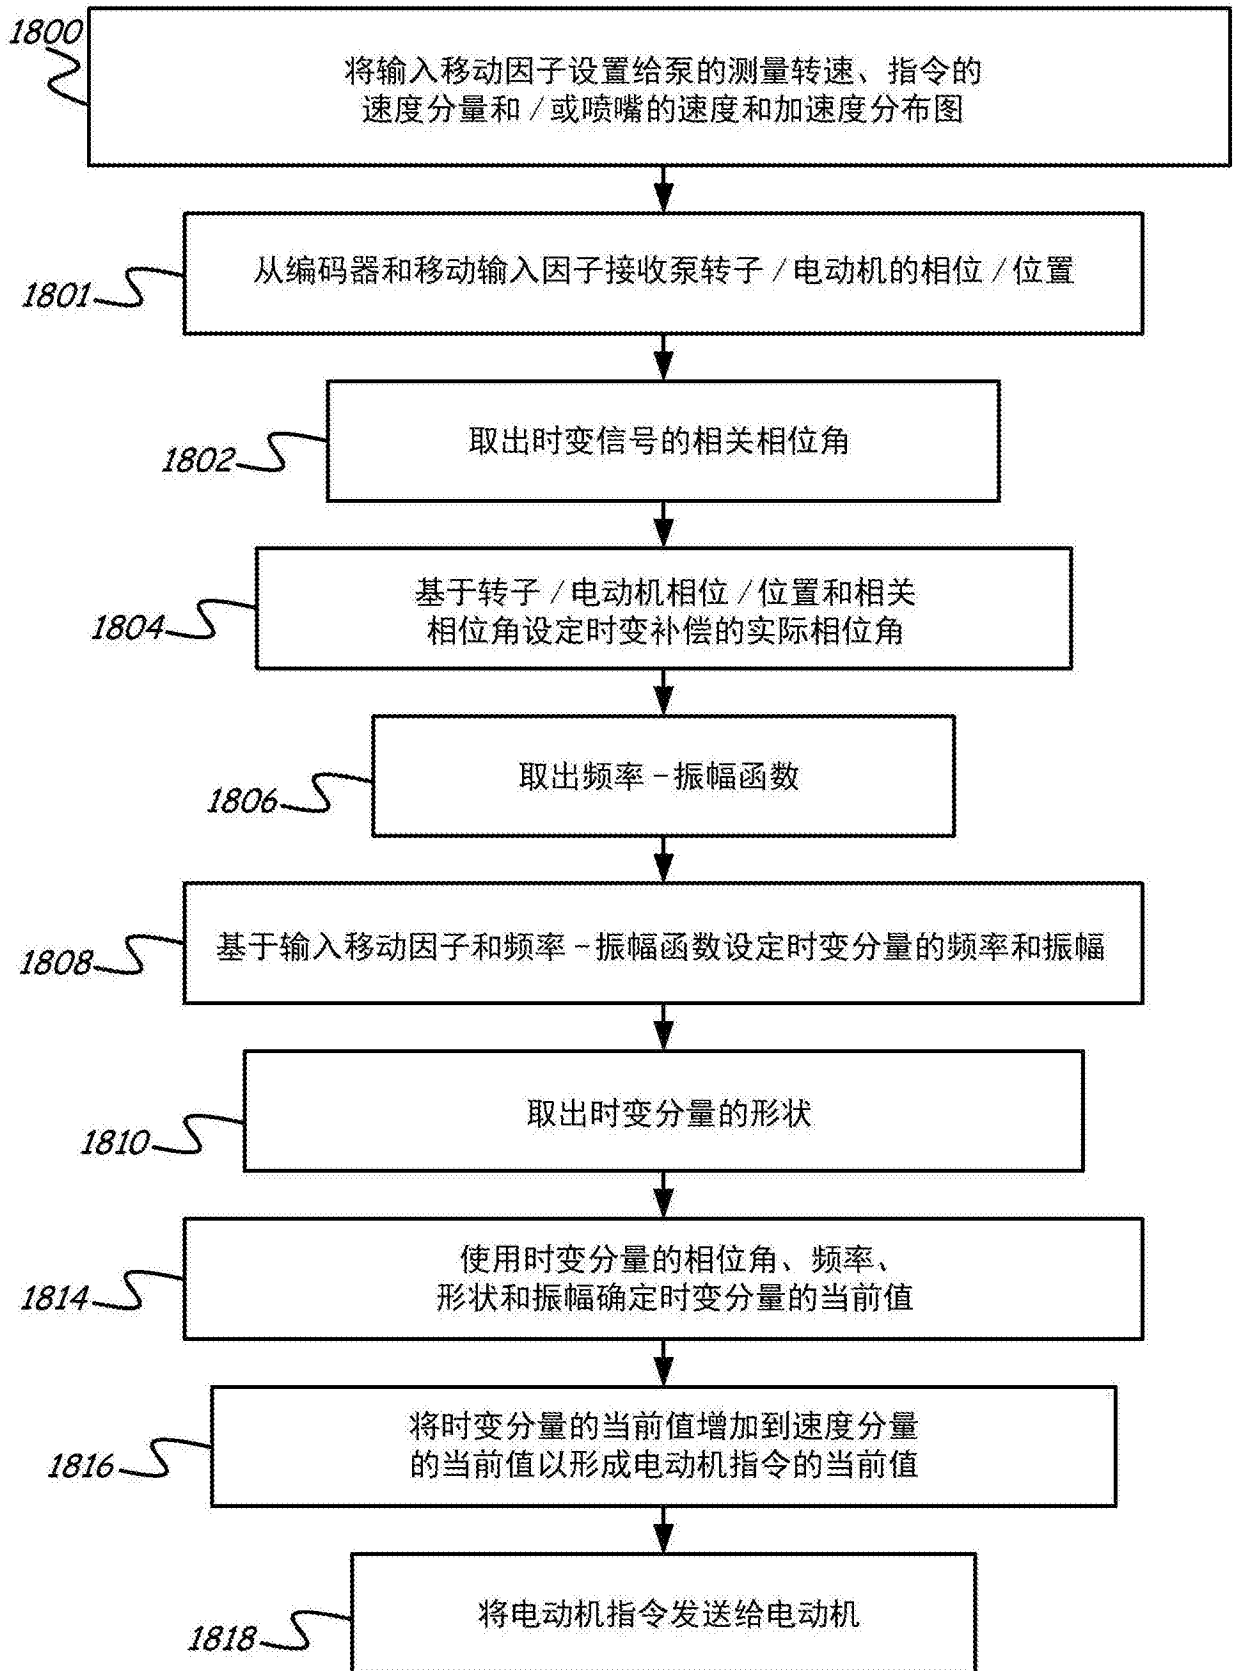 1800
将输入移动因子设置给泵的测量转速、指令的
速度分量和/或喷嘴的速度和加速度分布图
1801
从编码器和移动输入因子接收泵转子/电动机的相位/位置
1802
取出时变信号的相关相位角
1804
基于转子/电动机相位/位置和相关
相位角设定时变补偿的实际相位角
1806
取出频率-振幅函数
1808
基于输入移动因子和频率-振幅函数设定时变分量的频率和振幅
1810
取出时变分量的形状
1814
使用时变分量的相位角、频率、
形状和振幅确定时变分量的当前值
1816
将时变分量的当前值增加到速度分量
的当前值以形成电动机指令的当前值
1818
将电动机指令发送给电动机